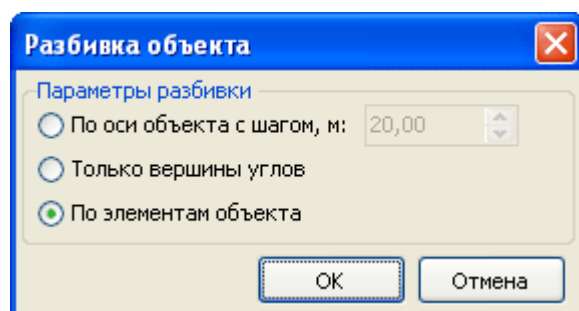 Разбивка объекта
Параметры разбивки
По оси объекта с шагом, м: 20,00
Только вершины углов
По элементам объекта
OK Отмена